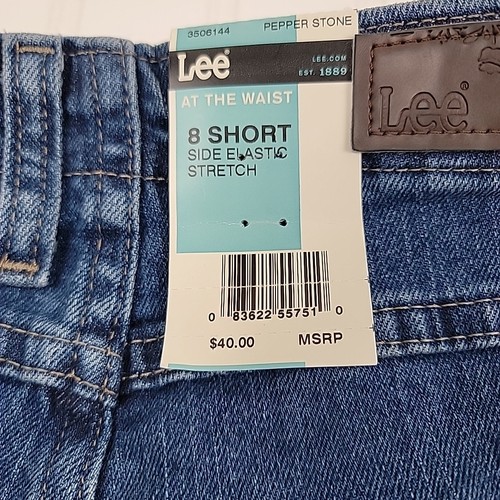 3506144 PEPPER STONE
Lee
LEE.COM
EST. 1889
AT THE WAIST
8 SHORT
SIDE ELASTIC
STRETCH
0 83622 55751 0
$40.00 MSRP
Lee®